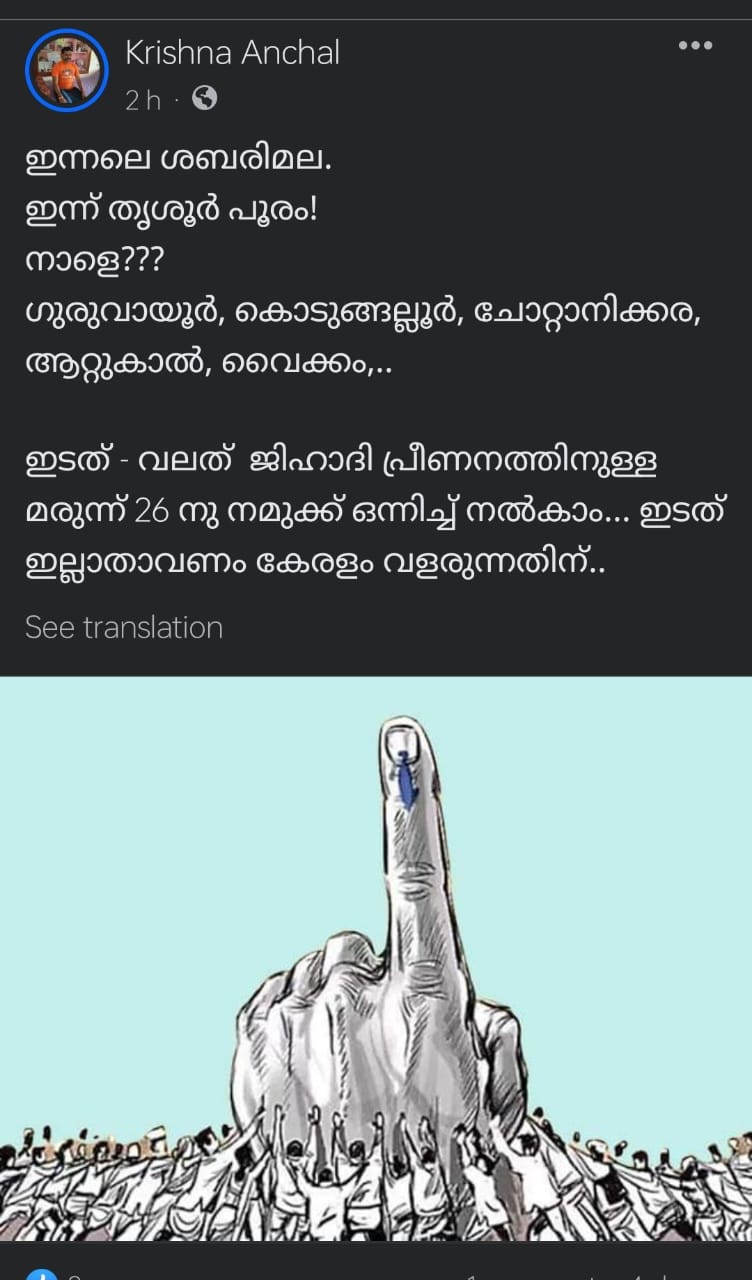 Krishna Anchal
2 h ·
ഇന്നലെ ശബരിമല.
ഇന്ന് തൃശൂർ പൂരം!
നാളെ???
ഗുരുവായൂർ, കൊടുങ്ങല്ലൂർ, ചോറ്റാനിക്കര,
ആറ്റുകാൽ, വൈക്കം,..
ഇടത് - വലത് ജിഹാദി പ്രീണനത്തിനുള്ള
മരുന്ന് 26 നു നമുക്ക് ഒന്നിച്ച് നൽകാം... ഇടത്
ഇല്ലാതാവണം കേരളം വളരുന്നതിന്..
See translation